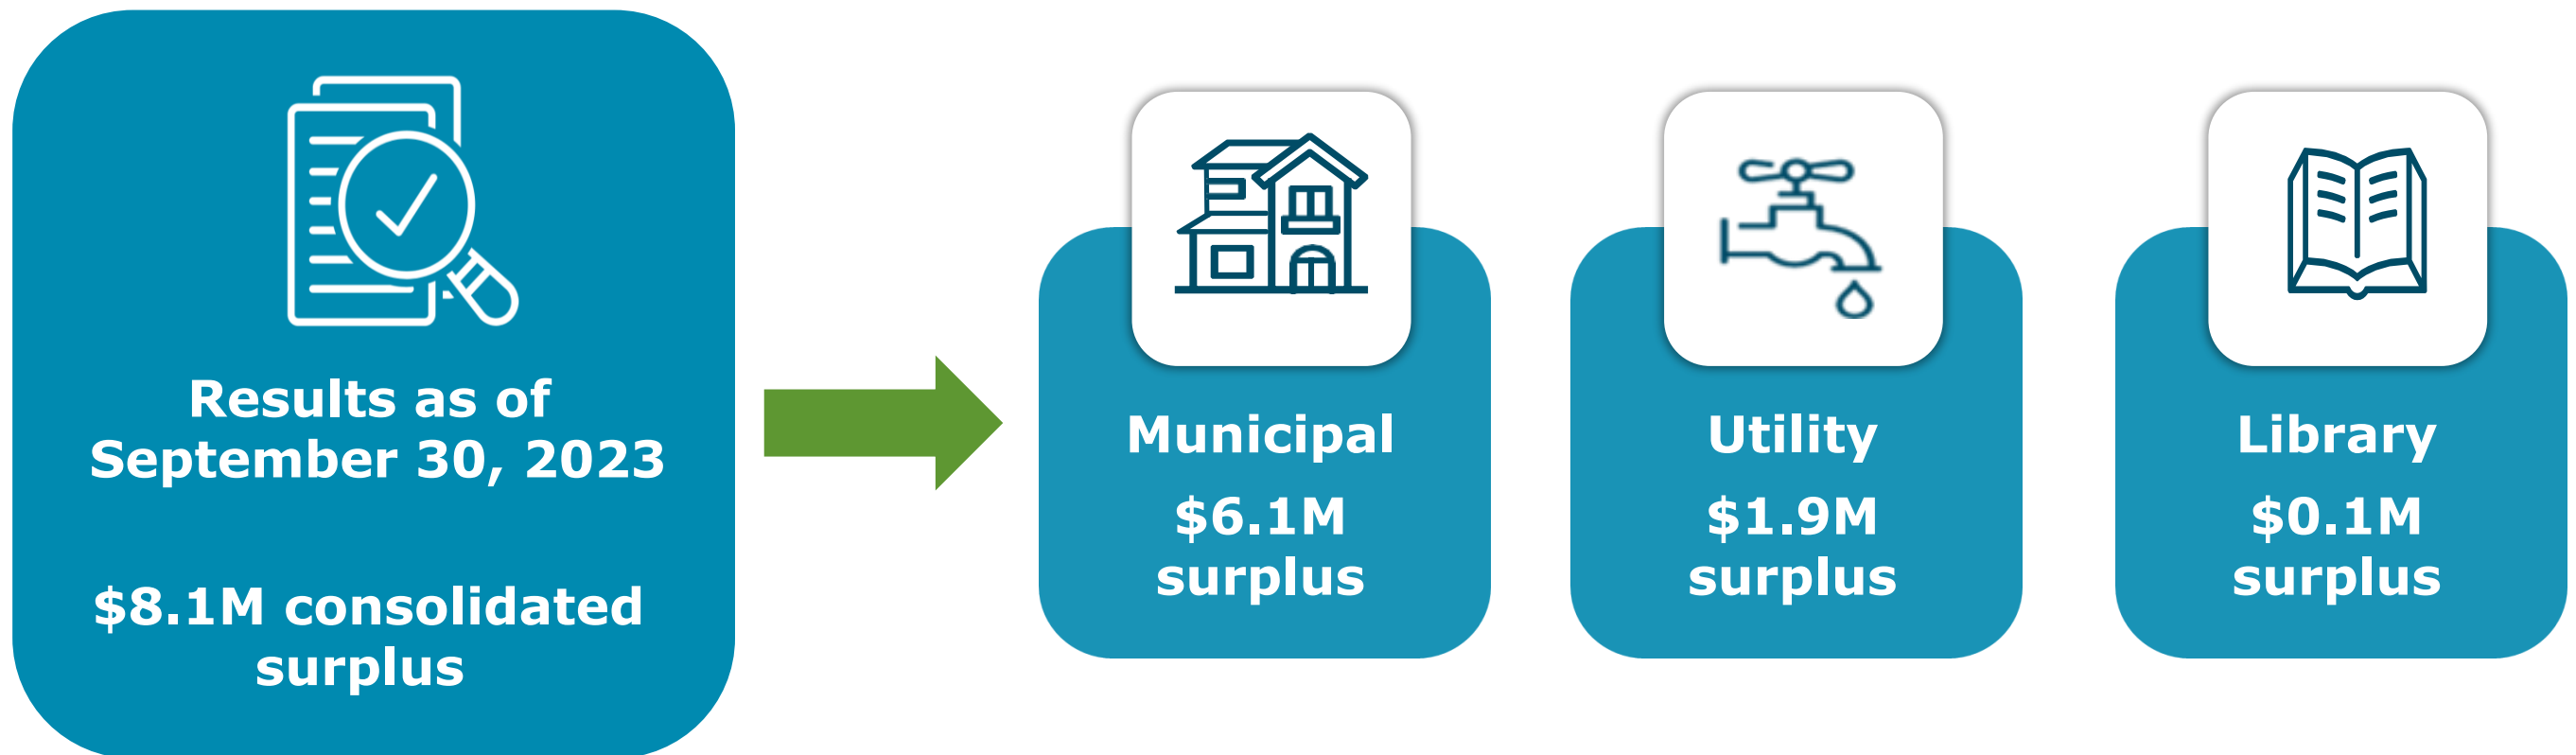 Results as of
September 30, 2023
$8.1M consolidated
surplus
Municipal
$6.1M
surplus
Utility
$1.9M
surplus
Library
$0.1M
surplus